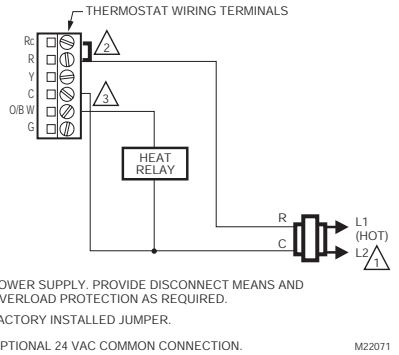 THERMOSTAT WIRING TERMINALS
Rc
R
Y
C
O/B W
G
2
3
HEAT
RELAY
R
C
L1
(HOT)
L2
1
OWER SUPPLY. PROVIDE DISCONNECT MEANS AND
VERLOAD PROTECTION AS REQUIRED.
ACTORY INSTALLED JUMPER.
PTIONAL 24 VAC COMMON CONNECTION.
M22071